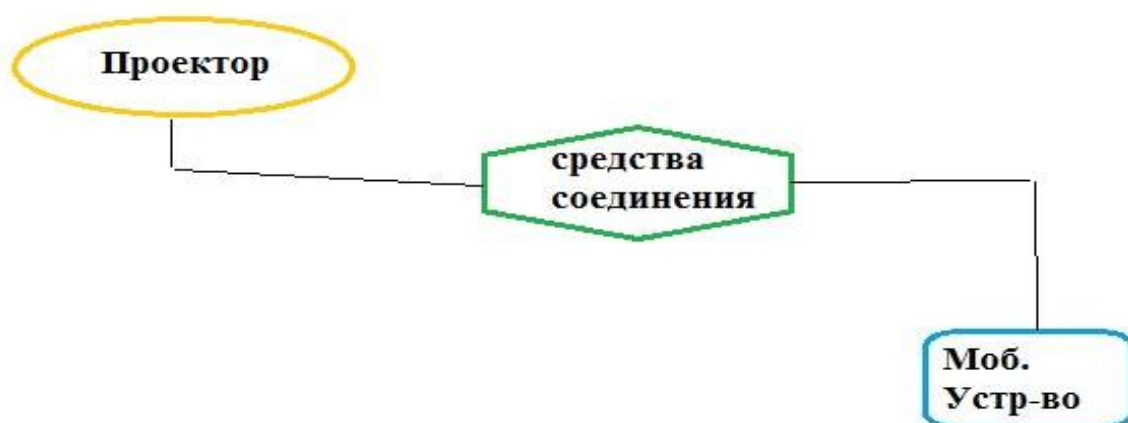 Проектор
средства
соединения
Моб.
Устр-во